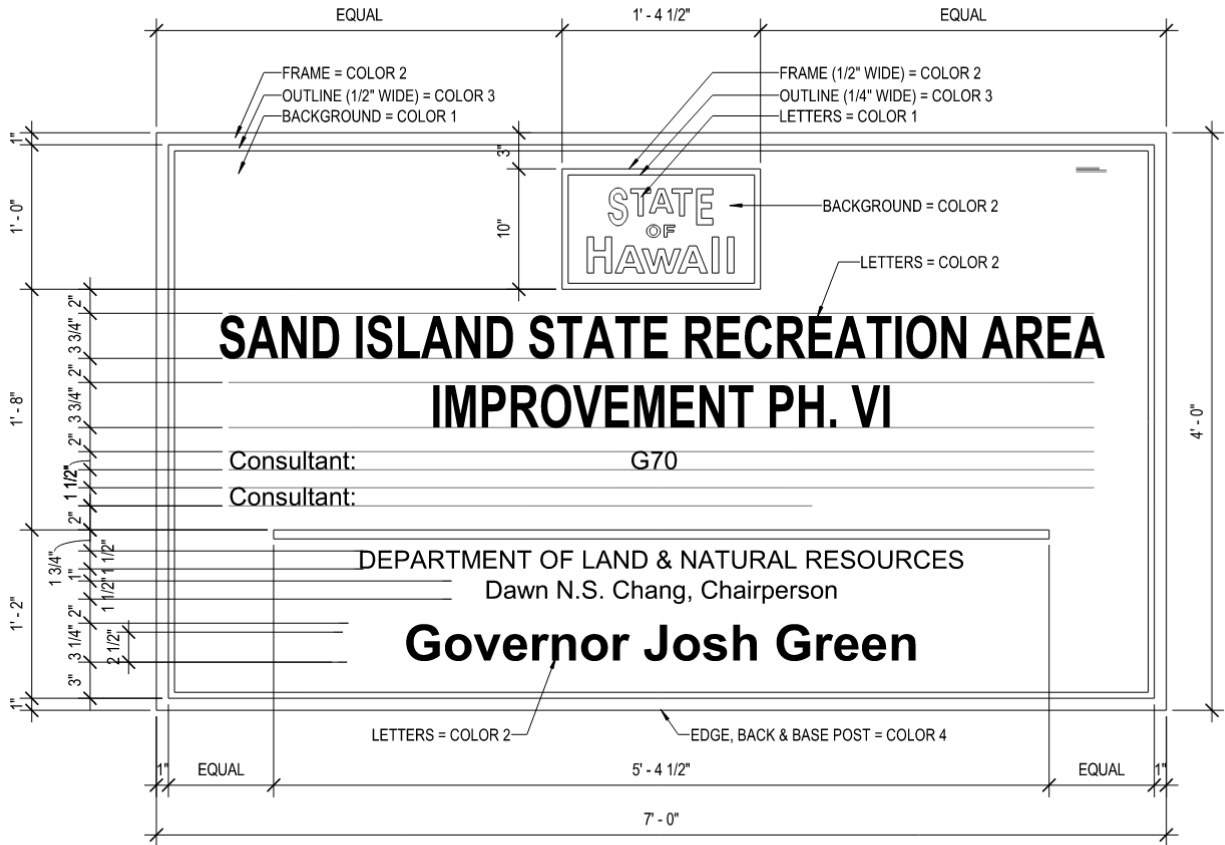 EQUAL 1' - 4 1/2" EQUAL
FRAME = COLOR 2
OUTLINE (1/2" WIDE) = COLOR 3
BACKGROUND = COLOR 1
FRAME (1/2" WIDE) = COLOR 2
OUTLINE (1/4" WIDE) = COLOR 3
LETTERS = COLOR 1
1"
3"
1' - 0"
10"
STATE
OF
HAWAII
BACKGROUND = COLOR 2
LETTERS = COLOR 2
4' - 0"
1' - 8"
2"
3 3/4"
2"
3 3/4"
2"
1 1/2"
2"
SAND ISLAND STATE RECREATION AREA
IMPROVEMENT PH. VI
Consultant: G70
Consultant:
DEPARTMENT OF LAND & NATURAL RESOURCES
Dawn N.S. Chang, Chairperson
Governor Josh Green
1' - 2"
1 3/4"
1 1/2"
1"
1 1/2"
2"
3 1/4"
2 1/2"
3"
1"
LETTERS = COLOR 2
EDGE, BACK & BASE POST = COLOR 4
1" EQUAL 5' - 4 1/2" EQUAL 1"
7' - 0"